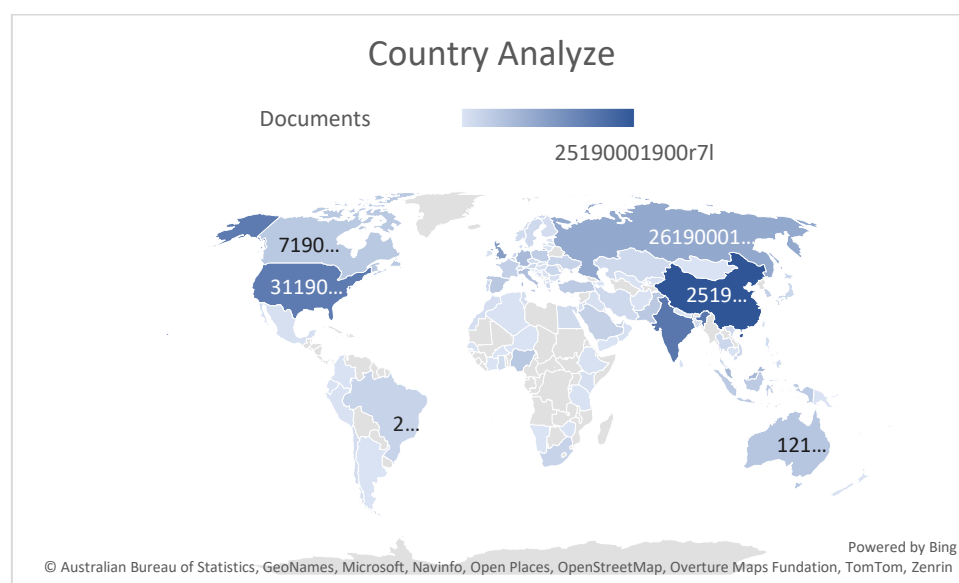 Country Analyze
Documents
25190001900r7l
7190...
26190001...
31190...
2519...
2...
121...
Powered by Bing
© Australian Bureau of Statistics, GeoNames, Microsoft, Navinfo, Open Places, OpenStreetMap, Overture Maps Fundation, TomTom, Zenrin